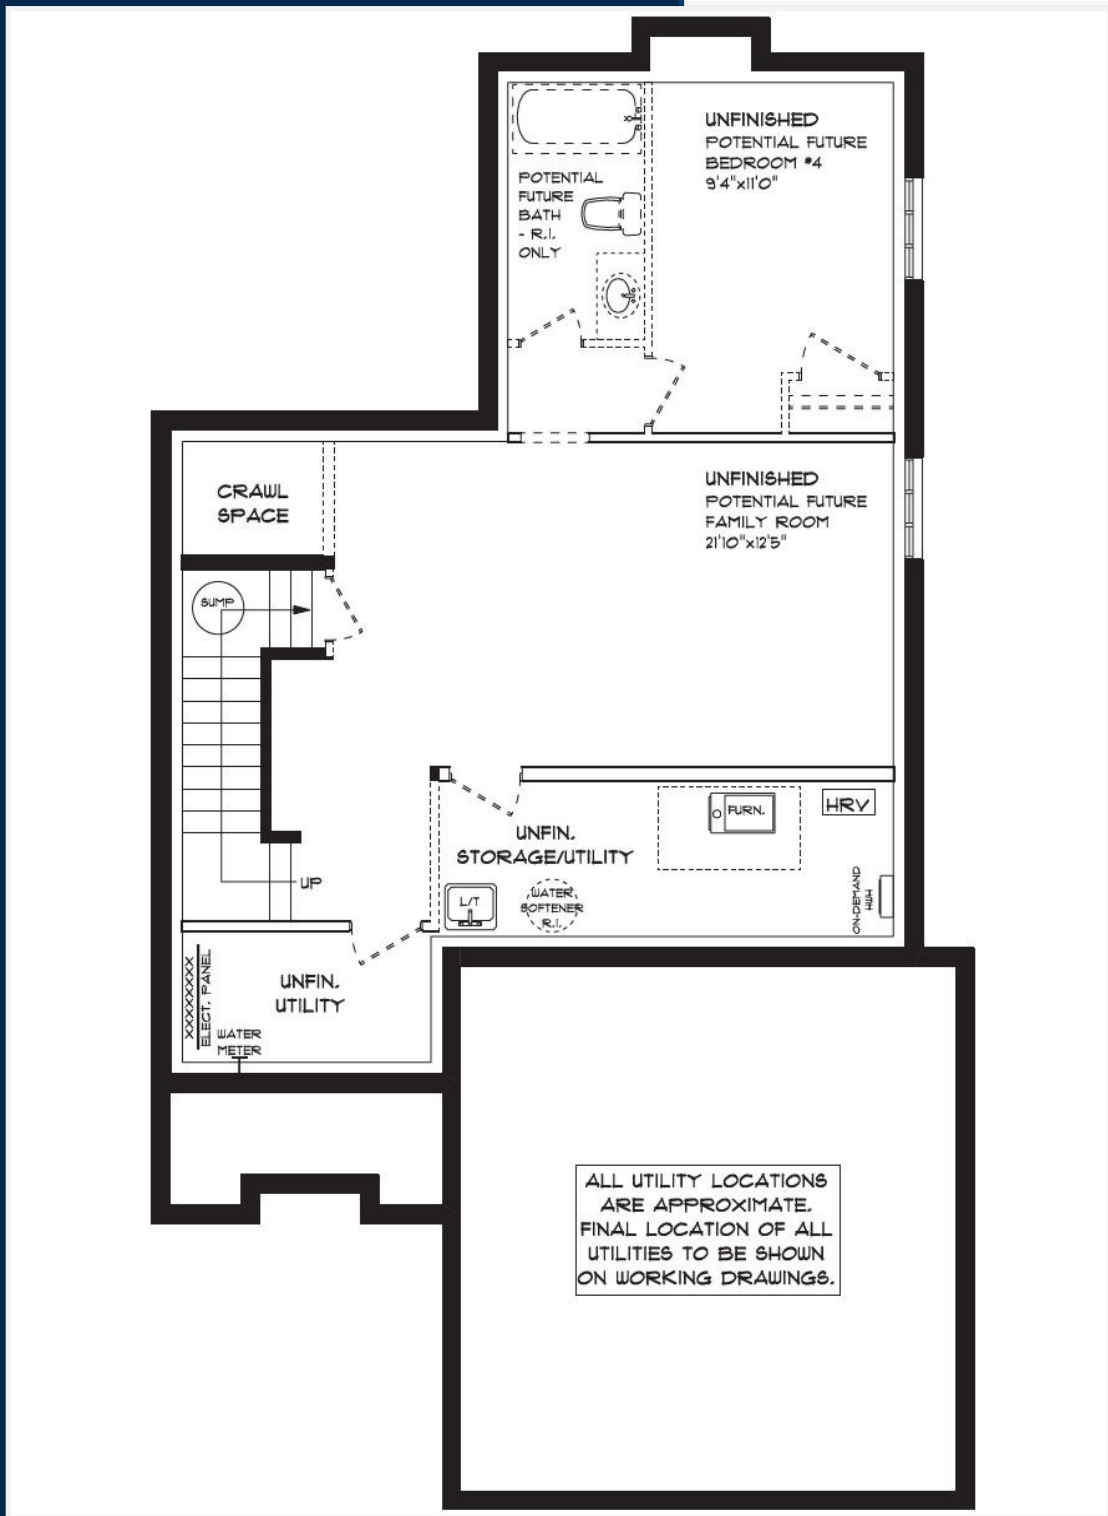 UNFINISHED
POTENTIAL FUTURE
BEDROOM #4
9'4"x11'0"
POTENTIAL
FUTURE
BATH
- R.I.
ONLY
CRAWL
SPACE
UNFINISHED
POTENTIAL FUTURE
FAMILY ROOM
21'10"x12'5"
SUMP
UP
FURN.
HRV
UNFIN.
STORAGE/UTILITY
L/T
WATER
SOFTENER
R.I.
ON-DEMAND
HWH
XXXXXXXX
ELECT. PANEL
UNFIN.
UTILITY
WATER
METER
ALL UTILITY LOCATIONS
ARE APPROXIMATE.
FINAL LOCATION OF ALL
UTILITIES TO BE SHOWN
ON WORKING DRAWINGS.